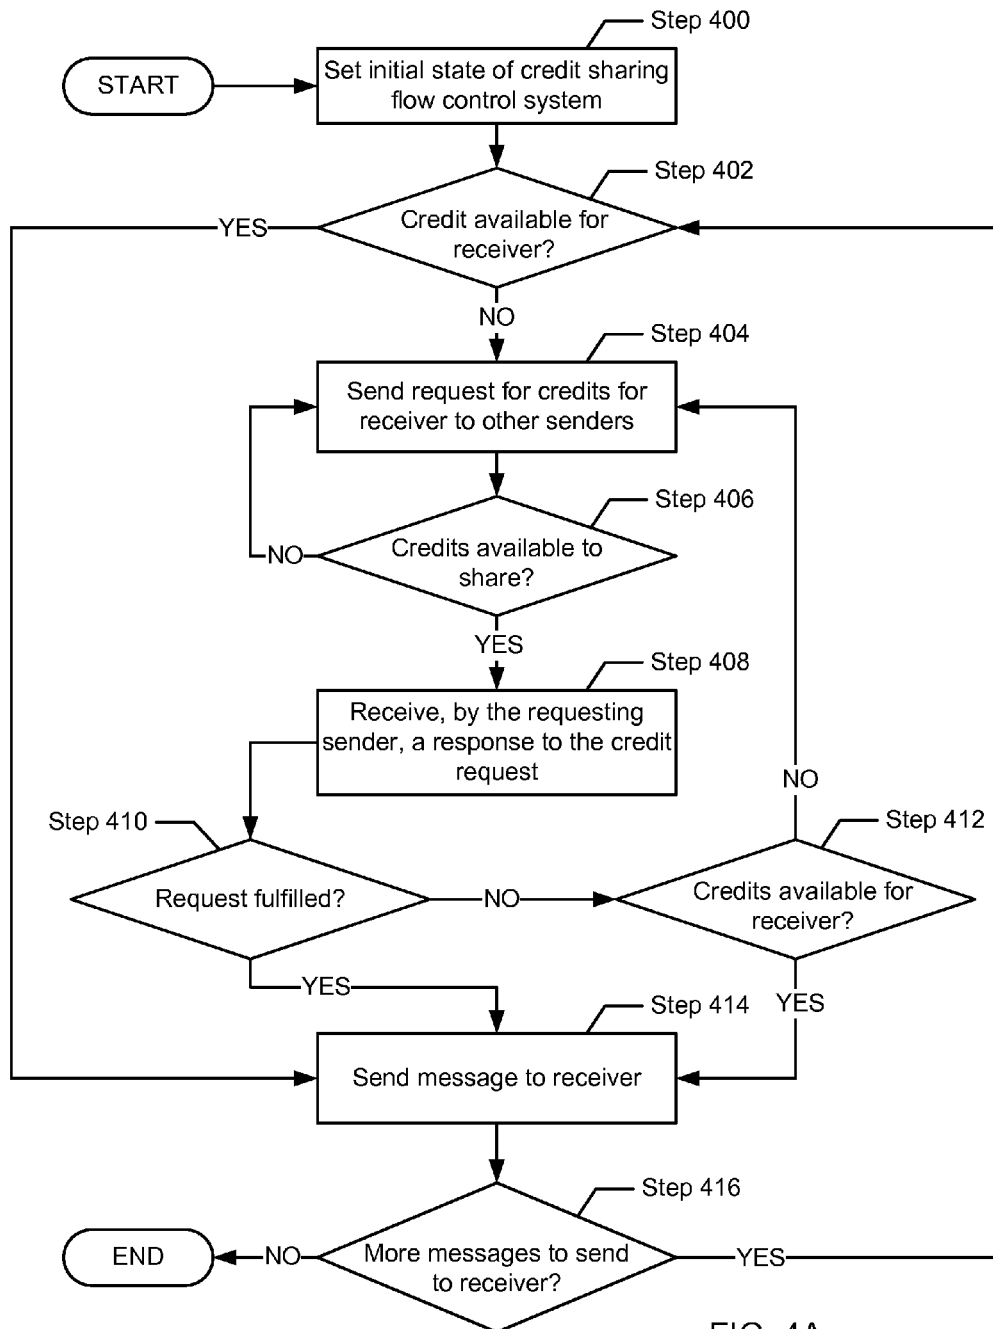 Step 400
START
Set initial state of credit sharing
flow control system
Step 402
YES
Credit available for
receiver?
NO
Step 404
Send request for credits for
receiver to other senders
Step 406
NO
Credits available to
share?
YES
Step 408
Receive, by the requesting
sender, a response to the credit
request
NO
Step 410
Step 412
Request fulfilled?
NO
Credits available for
receiver?
YES
YES
Step 414
Send message to receiver
Step 416
END
NO
More messages to send
to receiver?
YES
FIG. 4A